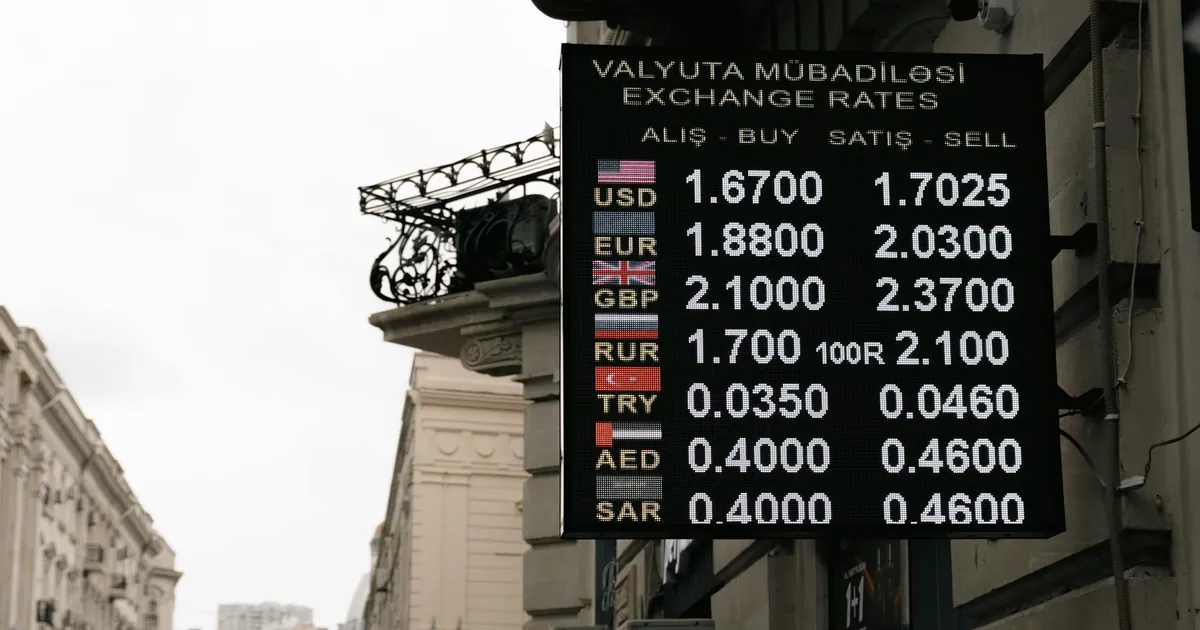 VALYUTA MÜBADİLƏSİ
EXCHANGE RATES
ALIŞ - BUY SATIŞ - SELL
USD 1.6700 1.7025
EUR 1.8800 2.0300
GBP 2.1000 2.3700
RUR 1.700 100R 2.100
TRY 0.0350 0.0460
AED 0.4000 0.4600
SAR 0.4000 0.4600
1+1